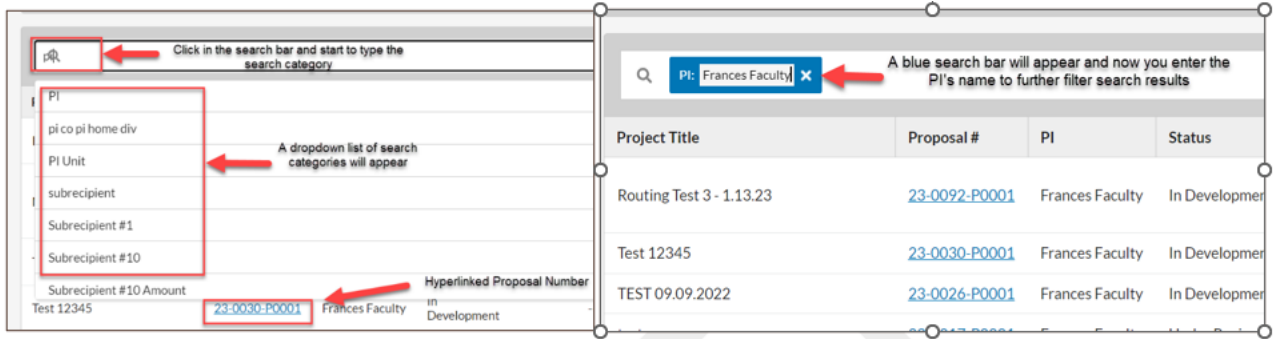 pi
Click in the search bar and start to type the
search category
PI
pi co pi home div
PI Unit
A dropdown list of search
categories will appear
subrecipient
Subrecipient #1
Subrecipient #10
Subrecipient #10 Amount
Hyperlinked Proposal Number
Test 12345 23-0030-P0001 Frances Faculty In
Development
PI: Frances Faculty X
A blue search bar will appear and now you enter the
PI's name to further filter search results
Project Title Proposal # PI Status
Routing Test 3 - 1.13.23 23-0092-P0001 Frances Faculty In Developmer
Test 12345 23-0030-P0001 Frances Faculty In Developmer
TEST 09.09.2022 23-0026-P0001 Frances Faculty In Developmer